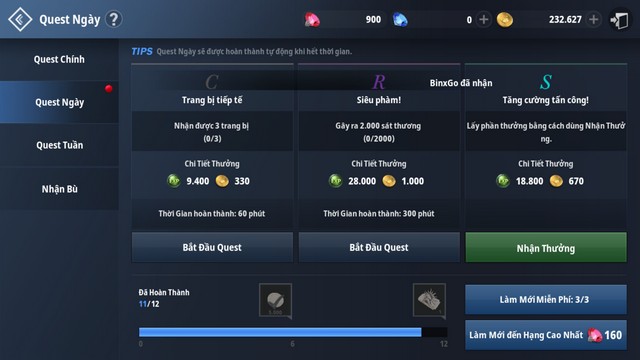 Quest Ngày ?
900 0 + 232.627 +
Quest Chính
Quest Ngày
Quest Tuần
Nhận Bù
TIPS Quest Ngày sẽ được hoàn thành tự động khi hết thời gian.
C
Trang bị tiếp tế
Nhận được 3 trang bị
(0/3)
Chi Tiết Thưởng
9.400 330
Thời Gian hoàn thành: 60 phút
Bắt Đầu Quest
R
Siêu phàm!
Gây ra 2.000 sát thương
(0/2000)
Chi Tiết Thưởng
28.000 1.000
Thời Gian hoàn thành: 300 phút
Bắt Đầu Quest
BinxGo đã nhận
S
Tăng cường tấn công!
Lấy phần thưởng bằng cách dùng Nhận Thưở
ng.
Chi Tiết Thưởng
18.800 670
Nhận Thưởng
Đã Hoàn Thành
11/12
5.000
1
0 6 12
Làm Mới Miễn Phí: 3/3
Làm Mới đến Hạng Cao Nhất 160